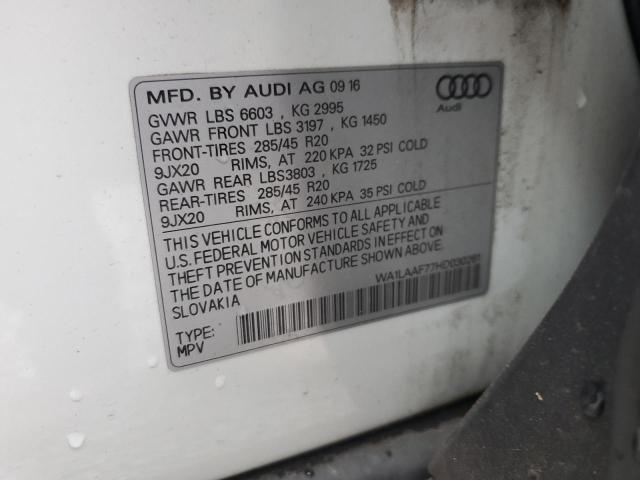 MFD. BY AUDI AG 09 16
Audi
GVWR LBS 6603 , KG 2995
GAWR FRONT LBS 3197 , KG 1450
FRONT-TIRES 285/45 R20
9JX20 RIMS, AT 220 KPA 32 PSI COLD
GAWR REAR LBS3803 , KG 1725
REAR-TIRES 285/45 R20
9JX20 RIMS, AT 240 KPA 35 PSI COLD
THIS VEHICLE CONFORMS TO ALL APPLICABLE
U.S. FEDERAL MOTOR VEHICLE SAFETY AND
THEFT PREVENTION STANDARDS IN EFFECT ON
THE DATE OF MANUFACTURE SHOWN ABOVE.
SLOVAKIA
WA1LAAF77HD030261
TYPE:
MPV